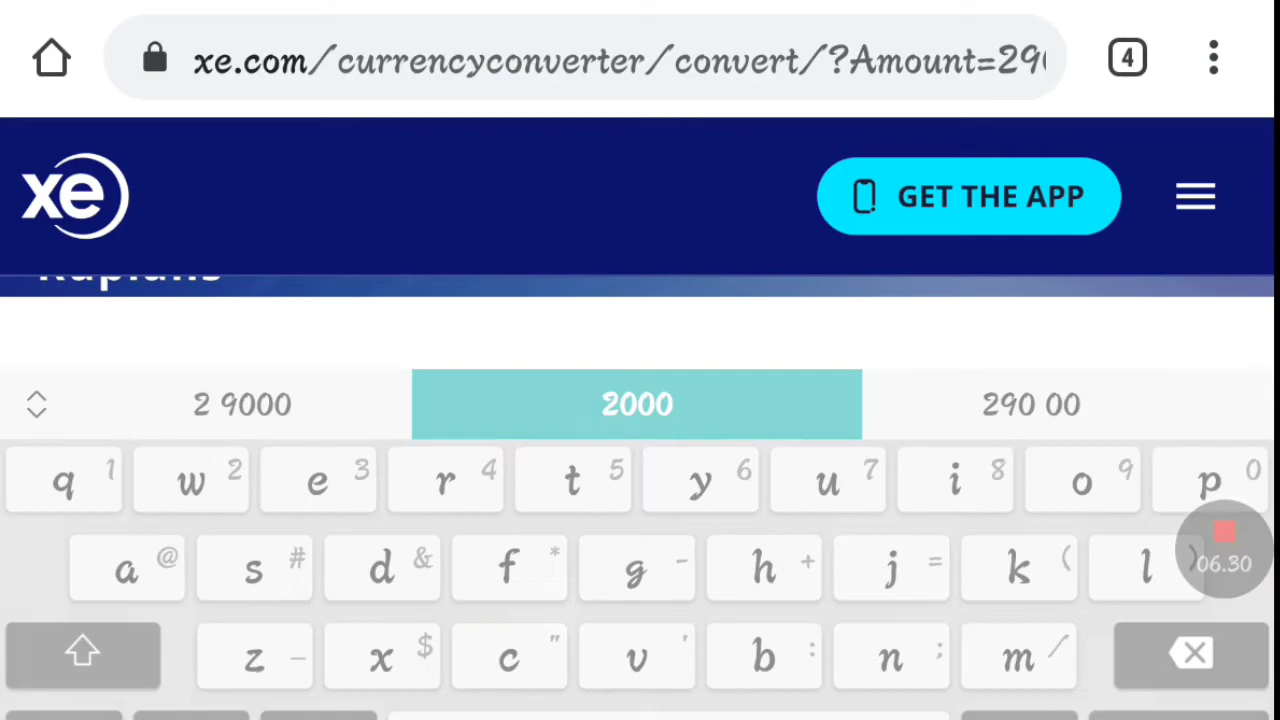 xe.com/currencyconverter/convert/?Amount=29
4
xe
GET THE APP
2 9000 2000 290 00
q 1 w 2 e 3 r 4 t 5 y 6 u 7 i 8 o 9 p 0
a @ s # d & f * g - h + j = k ( l )
06.30
z _ x $ c " v ' b : n ; m /